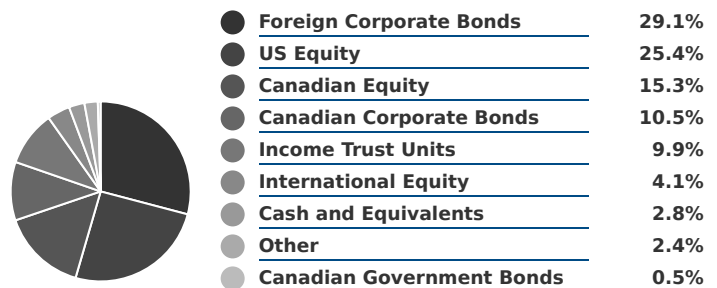 Foreign Corporate Bonds 29.1%
US Equity 25.4%
Canadian Equity 15.3%
Canadian Corporate Bonds 10.5%
Income Trust Units 9.9%
International Equity 4.1%
Cash and Equivalents 2.8%
Other 2.4%
Canadian Government Bonds 0.5%